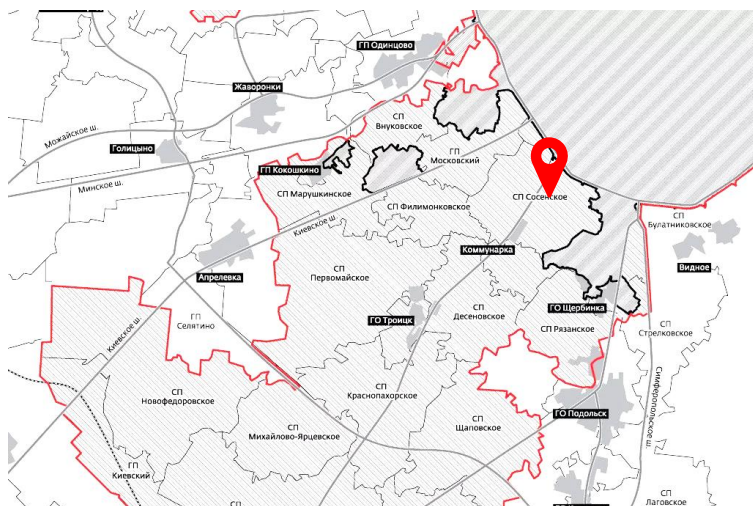 ГП Одинцово
Жаворонки
СП
Внуковское
Можайское ш.
Голицыно
ГП
Московский
ГП Кокошкино
Минское ш.
СП Марушкинское
СП Сосенское
СП Филимонковское
СП
Булатниковское
Киевское ш.
Коммунарка
Видное
СП
Первомайское
Апрелевка
ГО Щербинка
ГП
Селятино
ГО Троицк
СП
Десеновское
СП Рязанское
СП
Стрелковское
Киевское ш.
СП
Новофедоровское
СП
Краснопахорское
Симферопольское ш.
ГО Подольск
СП
Михайлово-Ярцевское
СП
Щаповское
ГП
Киевский
СП
Лаговское
СП